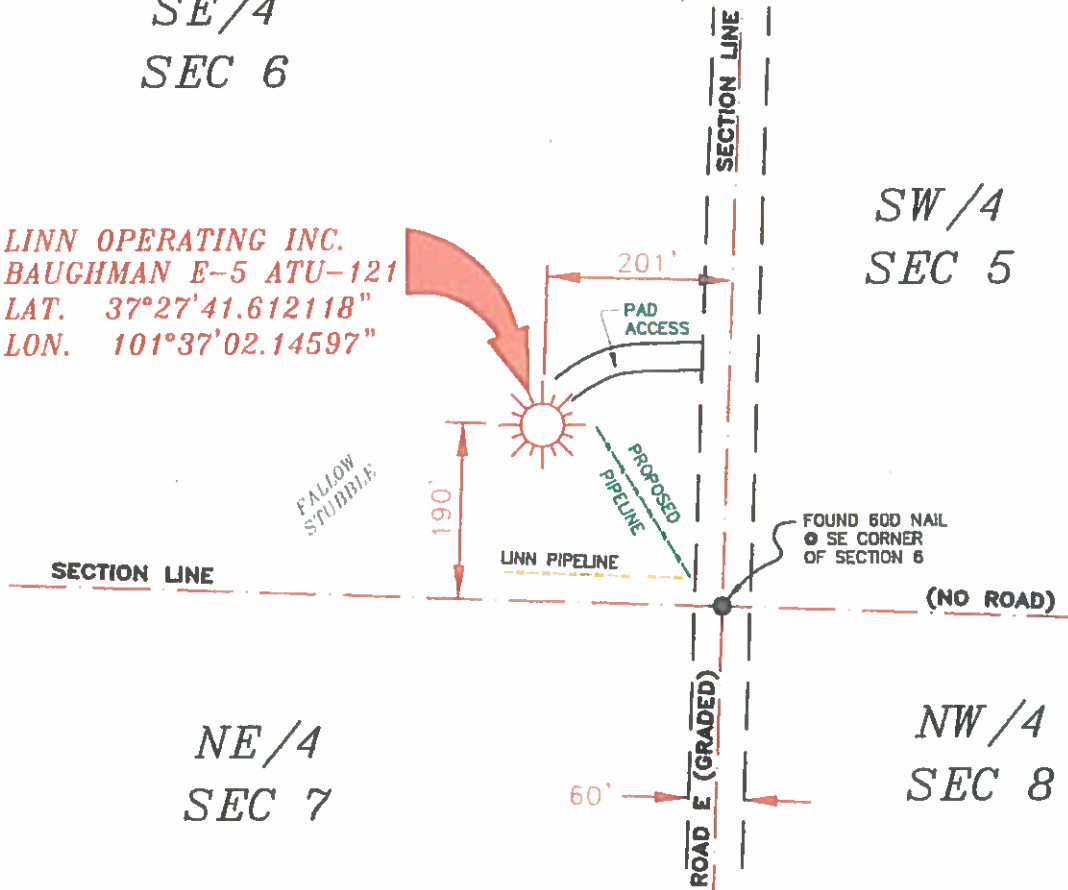 SE/4
SEC 6
SECTION LINE
SW/4
SEC 5
LINN OPERATING INC.
BAUGHMAN E-5 ATU-121
LAT. 37°27'41.612118"
LON. 101°37'02.14597"
201'
PAD
ACCESS
FALLOW
STUBBLE
190'
PROPOSED
PIPELINE
FOUND 60D NAIL
@ SE CORNER
OF SECTION 6
LINN PIPELINE
SECTION LINE
(NO ROAD)
NE/4
SEC 7
ROAD E (GRADED)
NW/4
SEC 8
60'